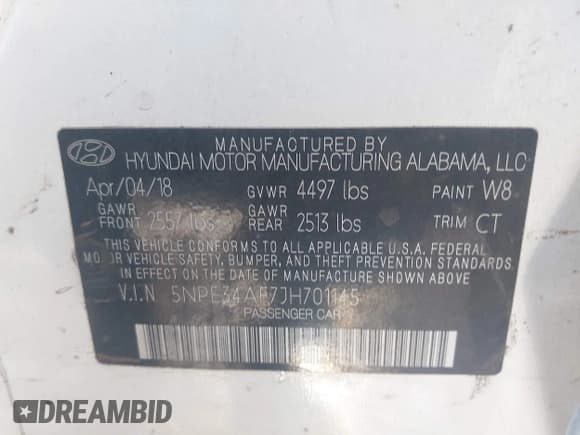 MANUFACTURED BY
HYUNDAI MOTOR MANUFACTURING ALABAMA, LLC
Apr/04/18 GVWR 4497 lbs PAINT W8
GAWR FRONT 2557 lbs GAWR REAR 2513 lbs TRIM CT
THIS VEHICLE CONFORMS TO ALL APPLICABLE U.S.A. FEDERAL
MOTOR VEHICLE SAFETY, BUMPER, AND THEFT PREVENTION STANDARDS
IN EFFECT ON THE DATE OF MANUFACTURE SHOWN ABOVE.
V.I.N 5NPE34AF7JH701145
PASSENGER CAR
DREAMBID